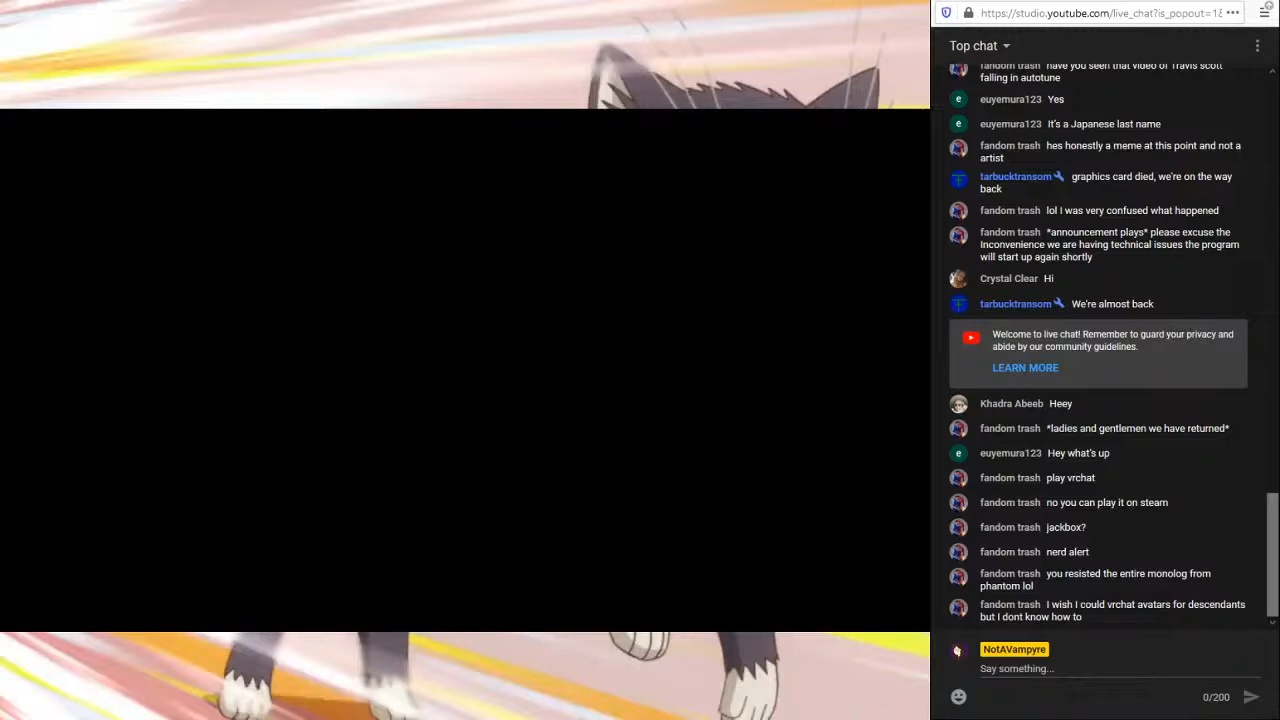 https://studio.youtube.com/live_chat?is_popout=1&
Top chat
fandom trash have you seen that video of Travis scott
falling in autotune
e euyemura123 Yes
e euyemura123 It's a Japanese last name
fandom trash hes honestly a meme at this point and not a
artist
tarbucktransom graphics card died, we're on the way
back
fandom trash lol I was very confused what happened
fandom trash *announcement plays* please excuse the
Inconvenience we are having technical issues the program
will start up again shortly
Crystal Clear Hi
tarbucktransom We're almost back
Welcome to live chat! Remember to guard your privacy and
abide by our community guidelines.
LEARN MORE
Khadra Abeeb Heey
fandom trash *ladies and gentlemen we have returned*
e euyemura123 Hey what's up
fandom trash play vrchat
fandom trash no you can play it on steam
fandom trash jackbox?
fandom trash nerd alert
fandom trash you resisted the entire monolog from
phantom lol
fandom trash I wish I could vrchat avatars for descendants
but I dont know how to
NotAVampyre
Say something...
0/200